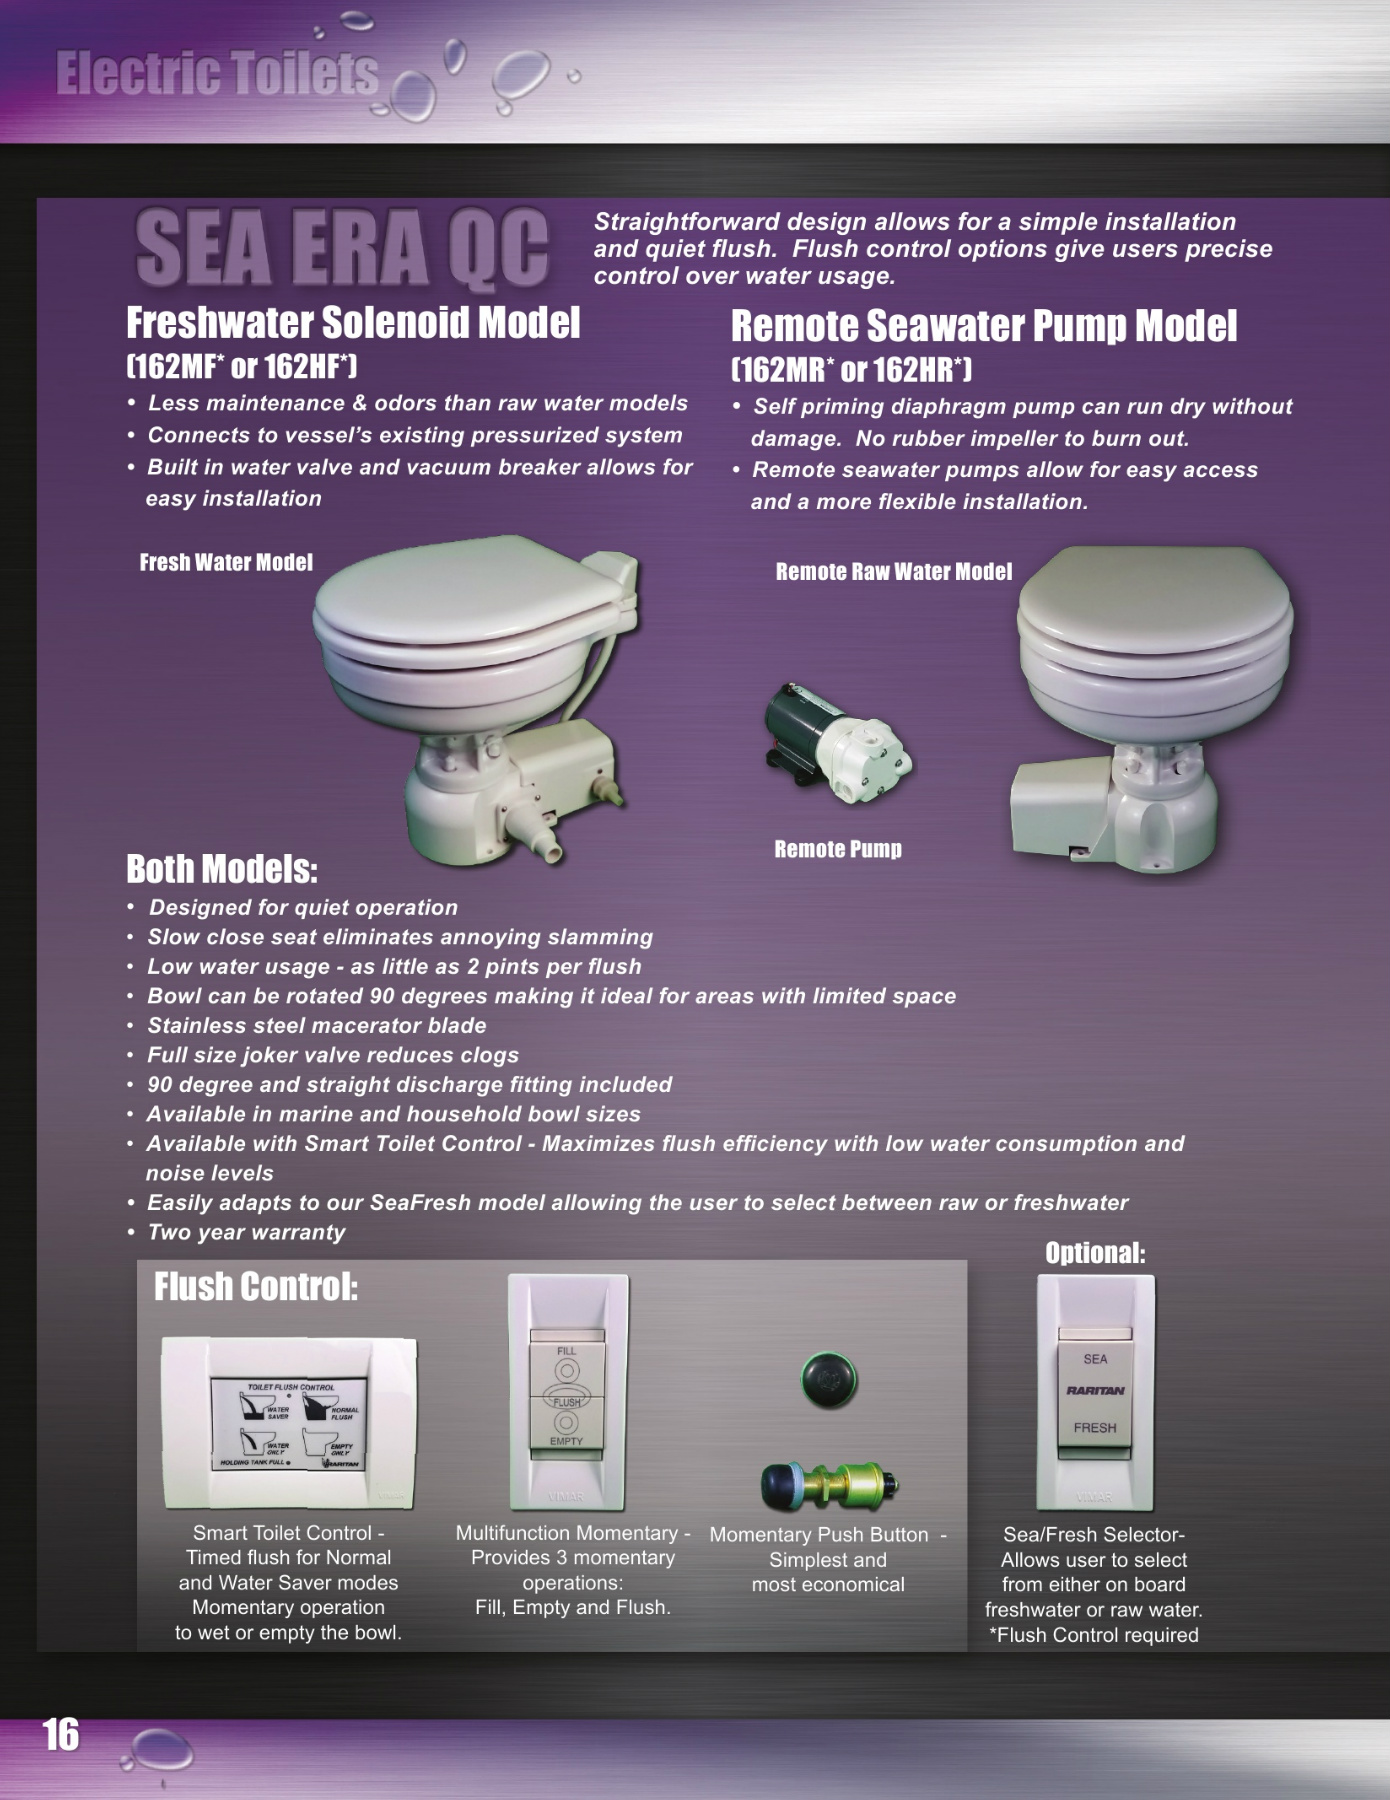 Electric Toilets
SEA ERA QC
Straightforward design allows for a simple installation
and quiet flush.  Flush control options give users precise
control over water usage.
Freshwater Solenoid Model
(162MF* or 162HF*)
• Less maintenance & odors than raw water models
• Connects to vessel's existing pressurized system
• Built in water valve and vacuum breaker allows for
easy installation
Remote Seawater Pump Model
(162MR* or 162HR*)
• Self priming diaphragm pump can run dry without
damage.  No rubber impeller to burn out.
• Remote seawater pumps allow for easy access
and a more flexible installation.
Fresh Water Model
Remote Raw Water Model
Remote Pump
Both Models:
• Designed for quiet operation
• Slow close seat eliminates annoying slamming
• Low water usage - as little as 2 pints per flush
• Bowl can be rotated 90 degrees making it ideal for areas with limited space
• Stainless steel macerator blade
• Full size joker valve reduces clogs
• 90 degree and straight discharge fitting included
• Available in marine and household bowl sizes
• Available with Smart Toilet Control - Maximizes flush efficiency with low water consumption and
noise levels
• Easily adapts to our SeaFresh model allowing the user to select between raw or freshwater
• Two year warranty
Flush Control:
TOILET FLUSH CONTROL
WATER
SAVER
NORMAL
FLUSH
WATER
ONLY
EMPTY
ONLY
HOLDING TANK FULL
RARITAN
VIMAR
Smart Toilet Control -
Timed flush for Normal
and Water Saver modes
Momentary operation
to wet or empty the bowl.
FILL
FLUSH
EMPTY
VIMAR
Multifunction Momentary -
Provides 3 momentary
operations:
Fill, Empty and Flush.
Momentary Push Button  -
Simplest and
most economical
Optional:
SEA
RARITAN
FRESH
VIMAR
Sea/Fresh Selector-
Allows user to select
from either on board
freshwater or raw water.
*Flush Control required
16